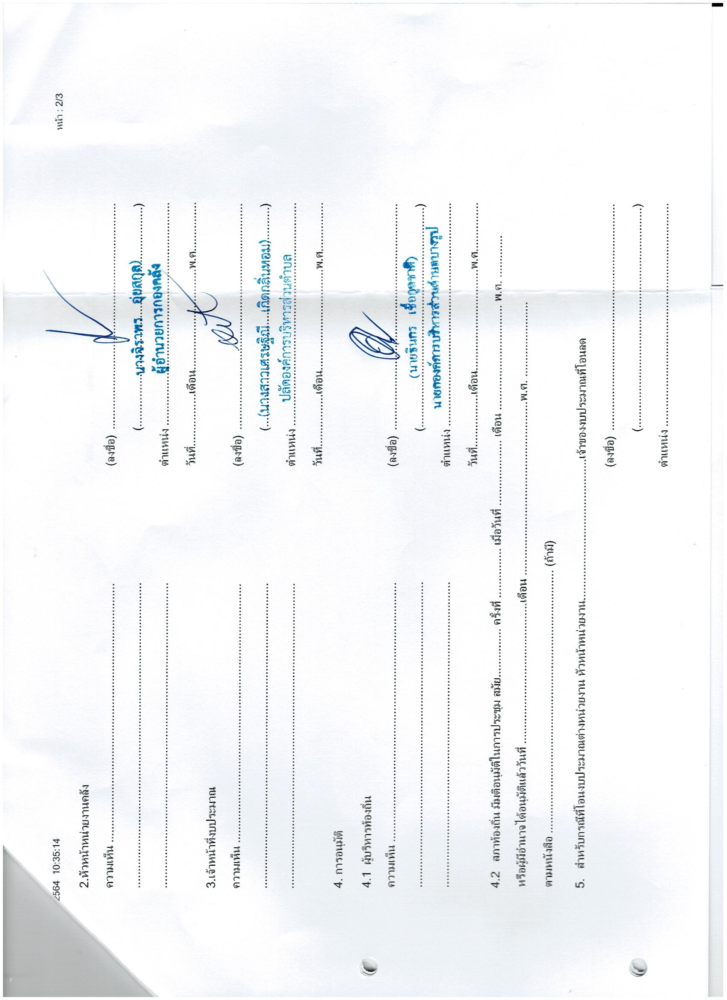 2564 10:35:14
หน้า : 2/3
2.หัวหน้าหน่วยงานคลัง
ความเห็น ................................................ (ลงชื่อ) ................................................
................................................ (............นางจิราพร อุ่ยสกุล)............)
................................................ ตำแหน่ง ............ผู้อำนวยการกองคลัง............
วันที่............เดือน........................พ.ศ.............
3.เจ้าหน้าที่งบประมาณ
ความเห็น ................................................ (ลงชื่อ) ................................................
................................................ (....(นางสาวเศรษฐิณี เกิดกลิ่นหอม)........)
................................................ ตำแหน่ง ........ปลัดองค์การบริหารส่วนตำบล............
วันที่............เดือน........................พ.ศ.............
4. การอนุมัติ
4.1 ผู้บริหารท้องถิ่น
ความเห็น ................................................ (ลงชื่อ) ................................................
................................................ (............(นายธินกร เชื้อกูลชาติ)............)
................................................ ตำแหน่ง ....นายกองค์การบริหารส่วนตำบลบางรูป........
วันที่............เดือน........................พ.ศ.............
4.2 สภาท้องถิ่น มีมติอนุมัติในการประชุม สมัย............ ครั้งที่ ............ เมื่อวันที่ ............ เดือน ........................ พ.ศ. ............
หรือผู้มีอำนาจได้อนุมัติแล้ววันที่ ................................เดือน ................................พ.ศ. ............
ตามหนังสือ ................................................ (ถ้ามี)
5. สำหรับกรณีที่โอนงบประมาณต่างหน่วยงาน หัวหน้าหน่วยงาน................................เจ้าของงบประมาณที่โอนลด
(ลงชื่อ) ................................................
(................................................)
ตำแหน่ง ................................................